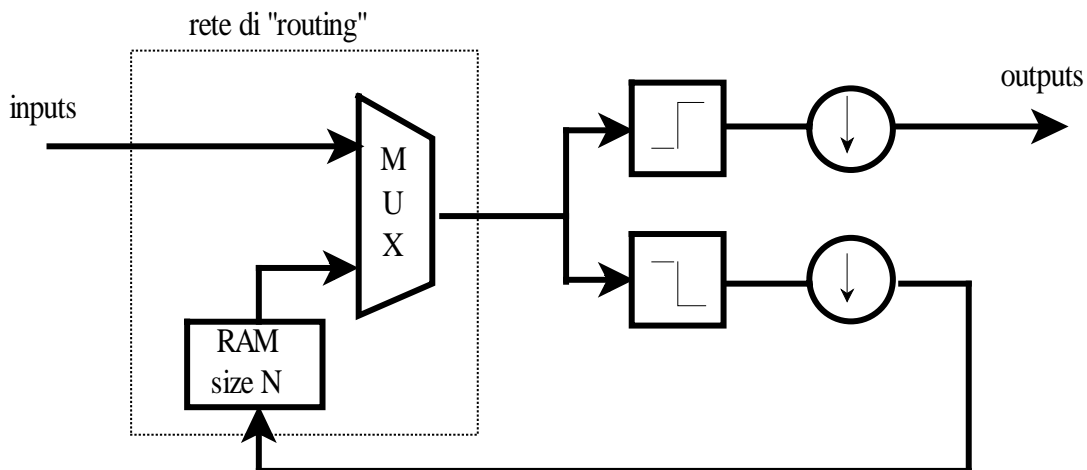 rete di "routing"
inputs
outputs
M
U
X
RAM
size N